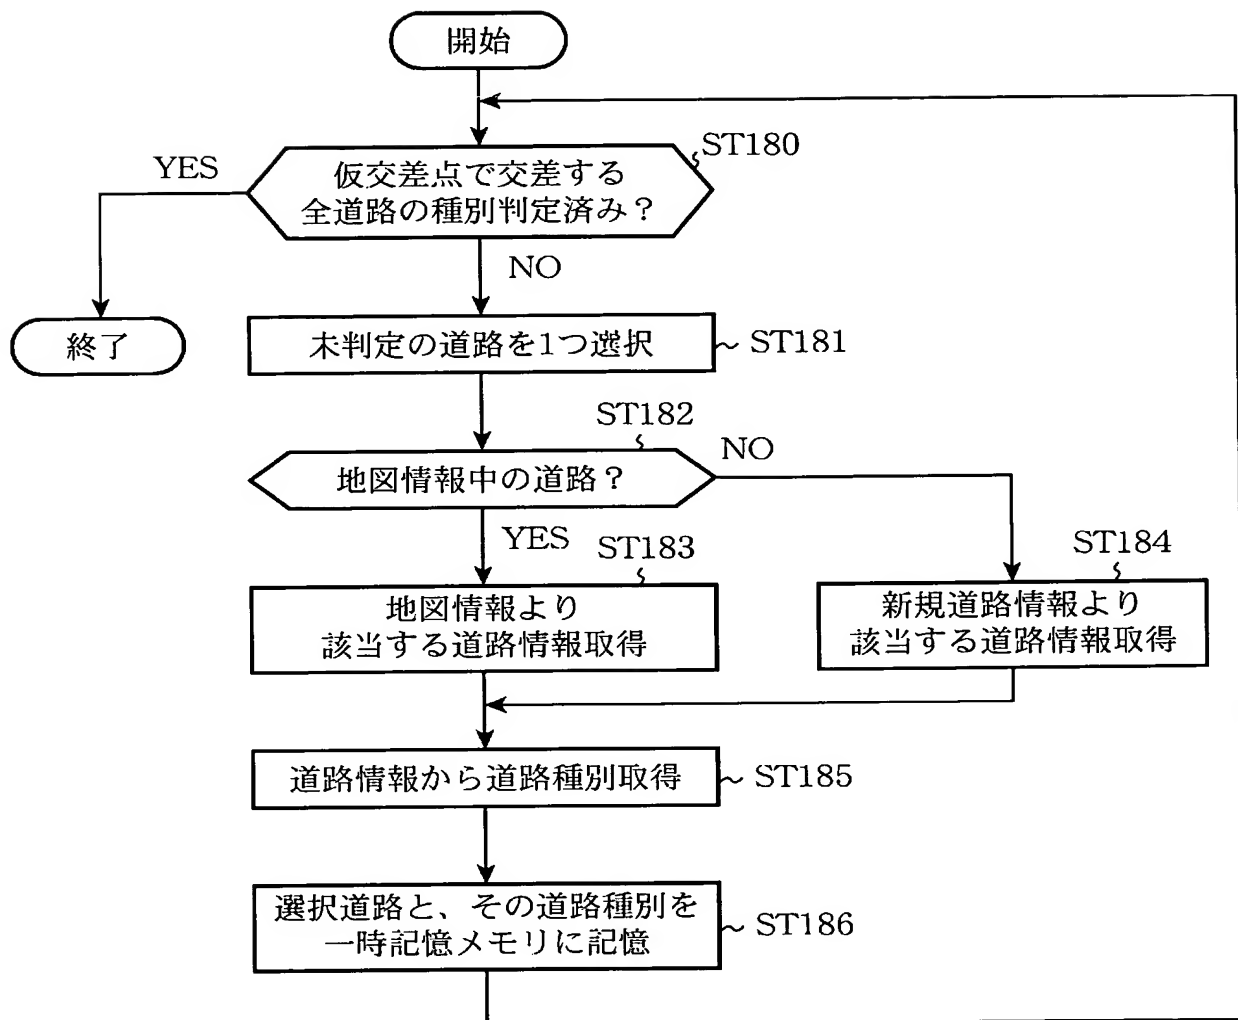 開始
ST180
YES
仮交差点で交差する
全道路の種別判定済み？
NO
終了
未判定の道路を1つ選択
ST181
ST182
地図情報中の道路？
NO
YES
ST183
ST184
地図情報より
該当する道路情報取得
新規道路情報より
該当する道路情報取得
道路情報から道路種別取得
ST185
選択道路と、その道路種別を
一時記憶メモリに記憶
ST186